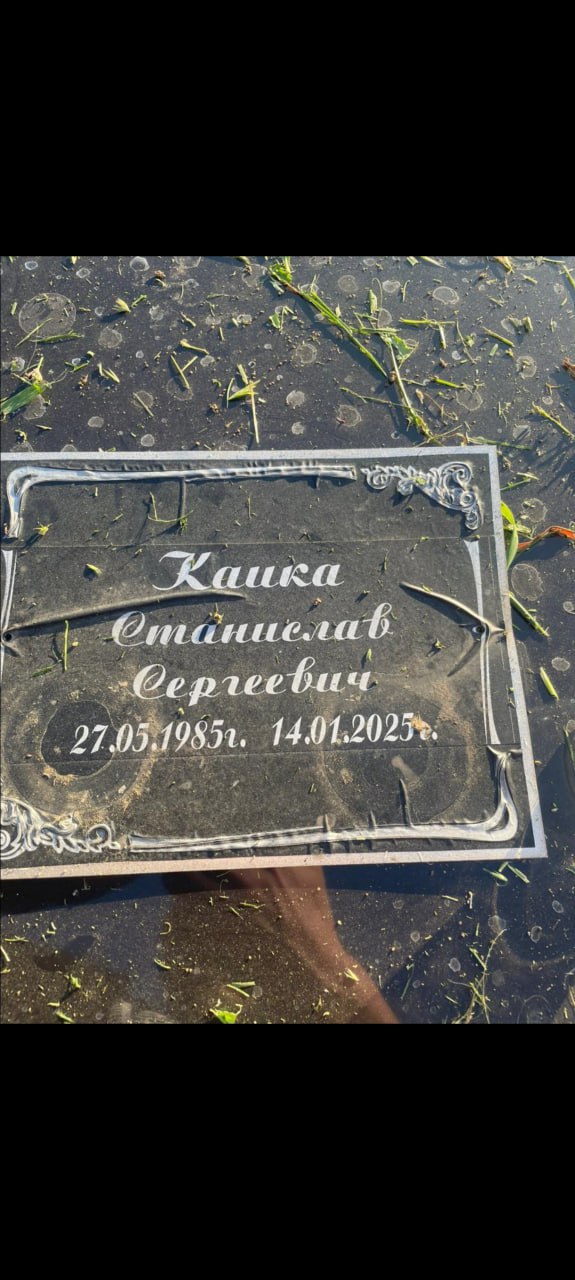 Каика
Станислав
Сергеевич
27.05.1985г. 14.01.2025г.